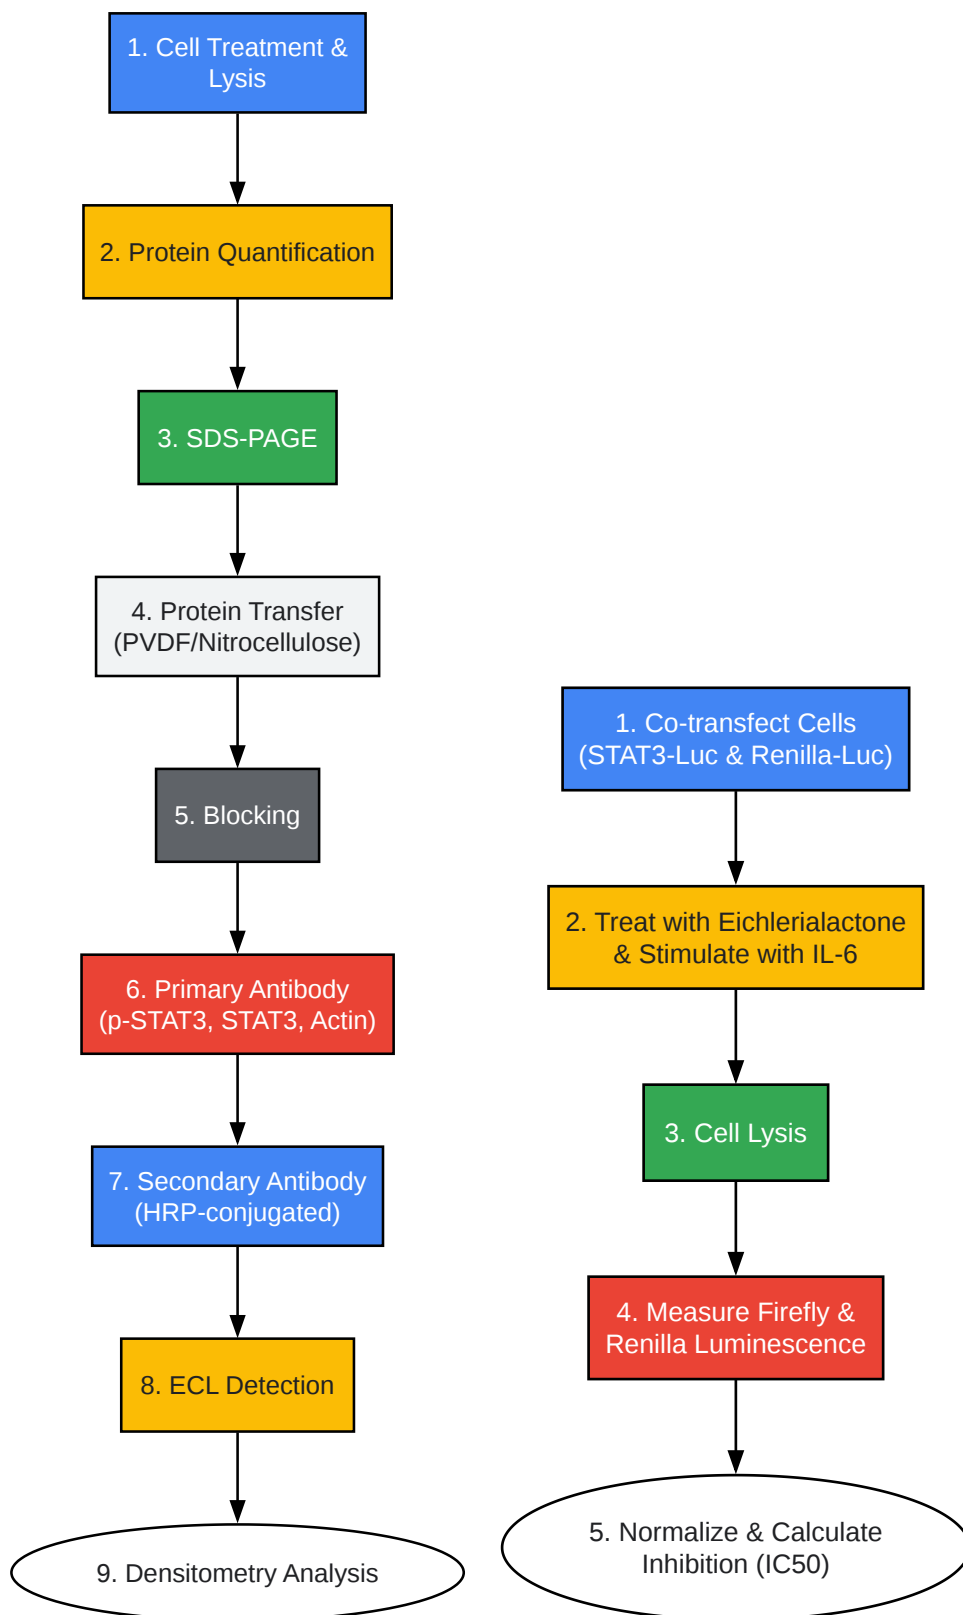 1. Cell Treatment &
Lysis
2. Protein Quantification
3. SDS-PAGE
4. Protein Transfer
(PVDF/Nitrocellulose)
5. Blocking
6. Primary Antibody
(p-STAT3, STAT3, Actin)
7. Secondary Antibody
(HRP-conjugated)
8. ECL Detection
9. Densitometry Analysis
1. Co-transfect Cells
(STAT3-Luc & Renilla-Luc)
2. Treat with Eichlerialactone
& Stimulate with IL-6
3. Cell Lysis
4. Measure Firefly &
Renilla Luminescence
5. Normalize & Calculate
Inhibition (IC50)